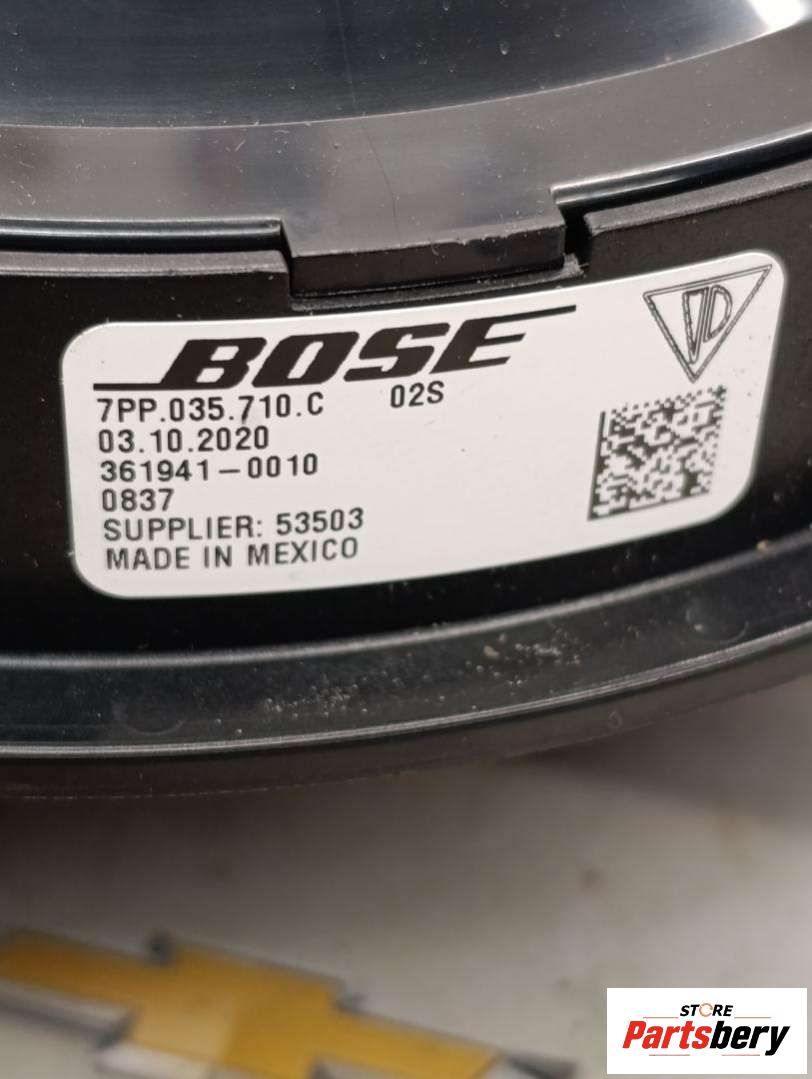 BOSE
7PP.035.710.C 02S
03.10.2020
361941-0010
0837
SUPPLIER: 53503
MADE IN MEXICO
STORE
Partsbery